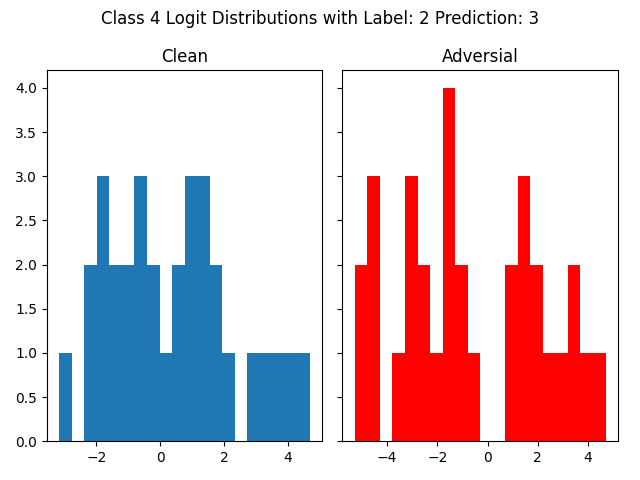 Class 4 Logit Distributions with Label: 2 Prediction: 3
Clean
Adversial
4.0
3.5
3.0
2.5
2.0
1.5
1.0
0.5
0.0
−2 0 2 4
−4 −2 0 2 4